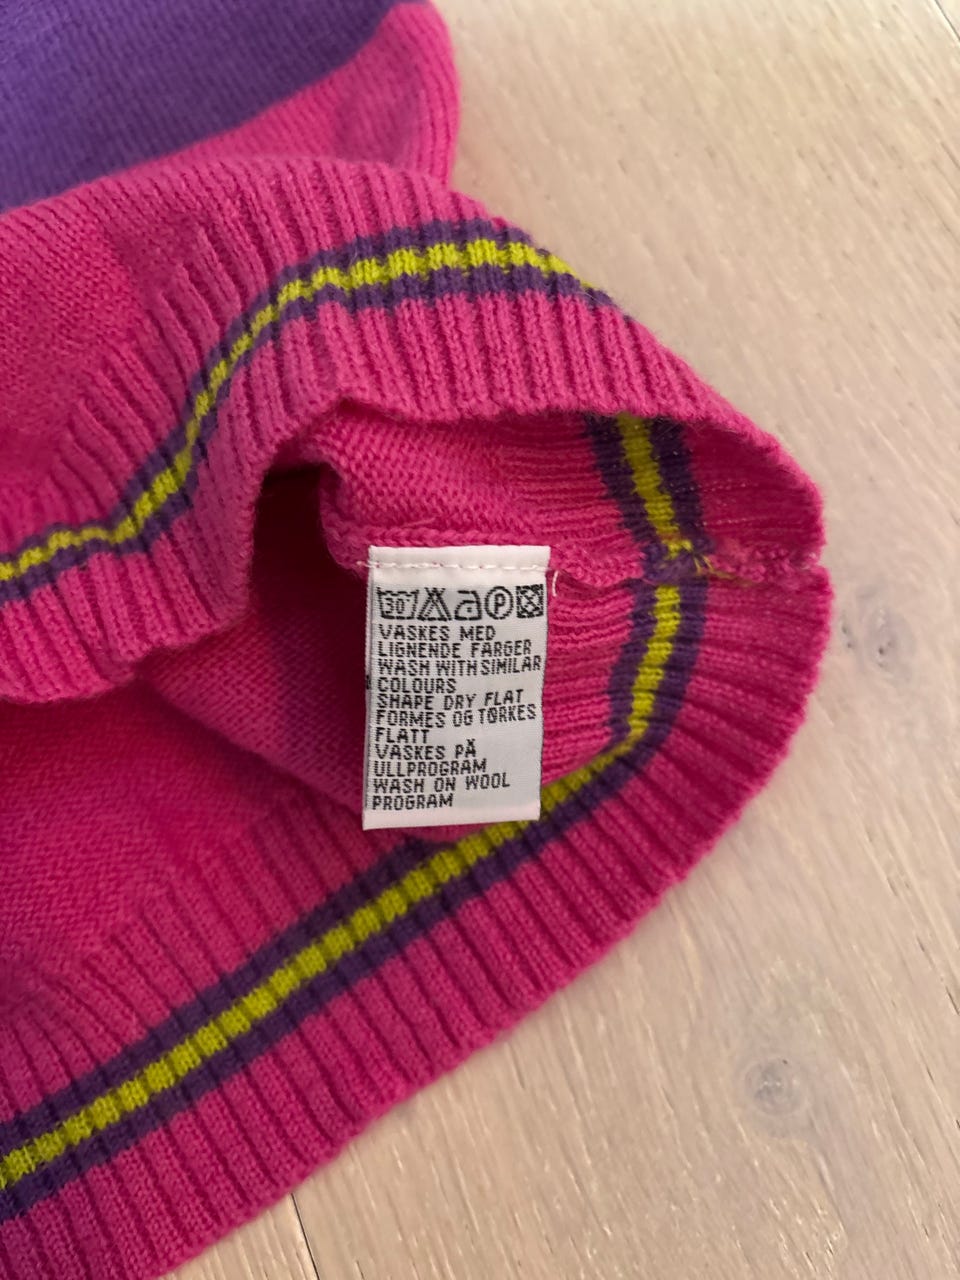 30 P
VASKES MED
LIGNENDE FARGER
WASH WITH SIMILAR
COLOURS
SHAPE DRY FLAT
FORMES OG TØRKES
FLATT
VASKES PÅ
ULLPROGRAM
WASH ON WOOL
PROGRAM